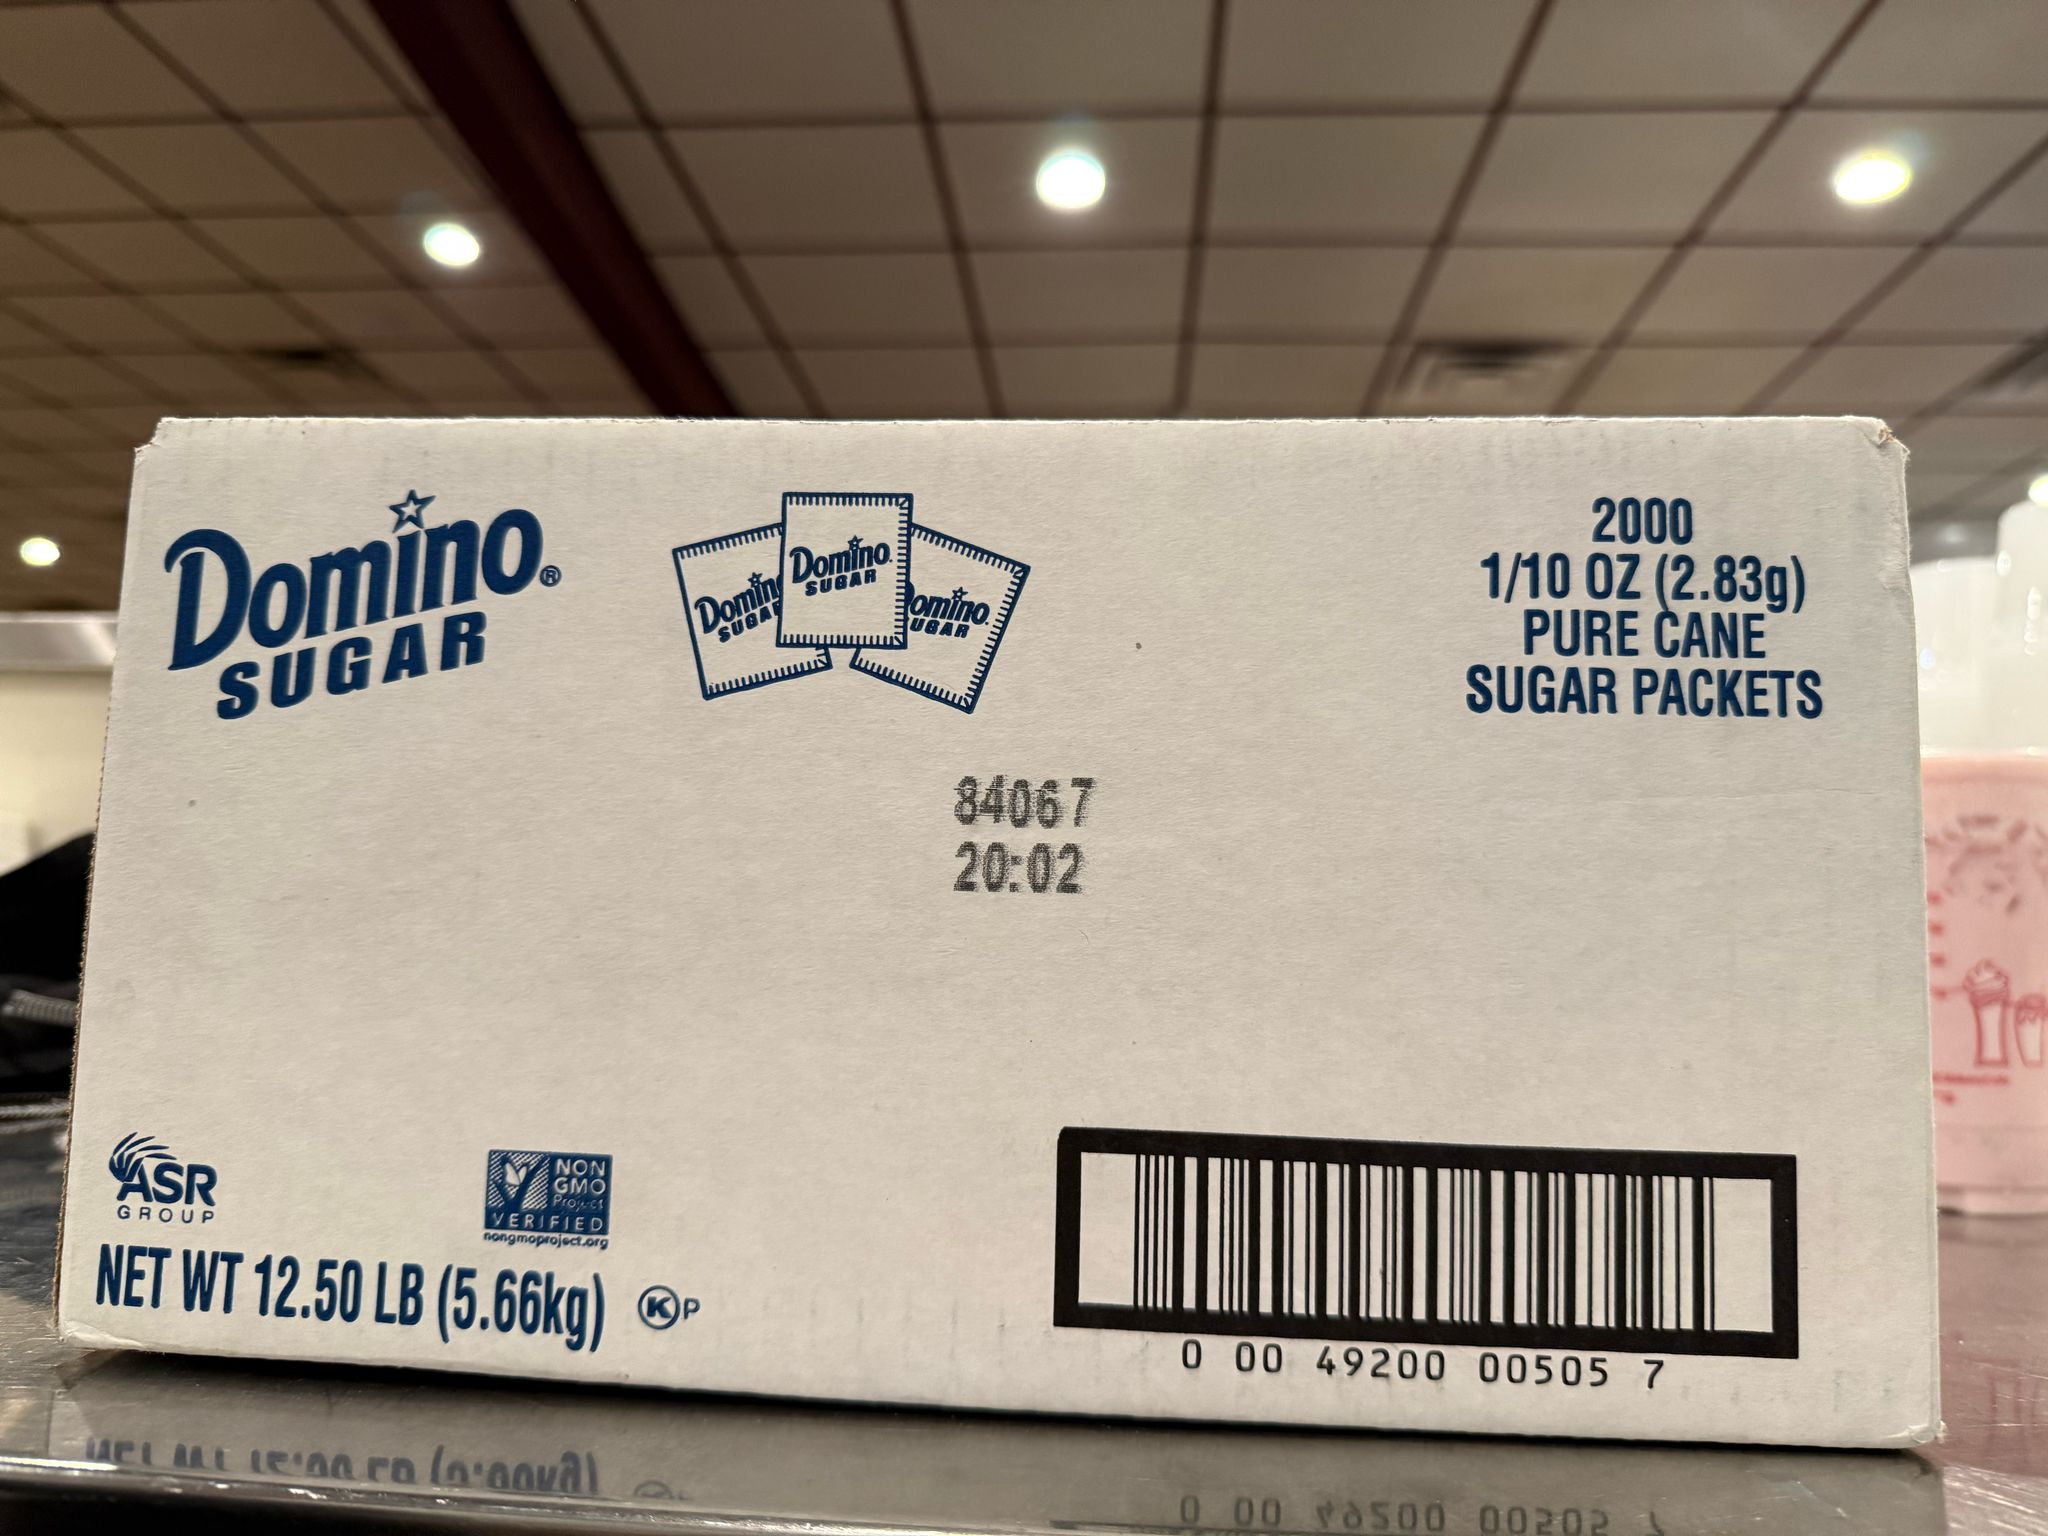 Domino®
SUGAR
Domino
SUGAR
Domino.
SUGAR
omino.
UGAR
2000
1/10 OZ (2.83g)
PURE CANE
SUGAR PACKETS
84067
20:02
ASR
GROUP
NON
GMO
Project
VERIFIED
nongmoproject.org
NET WT 12.50 LB (5.66kg)
K P
0 00 49200 00505 7